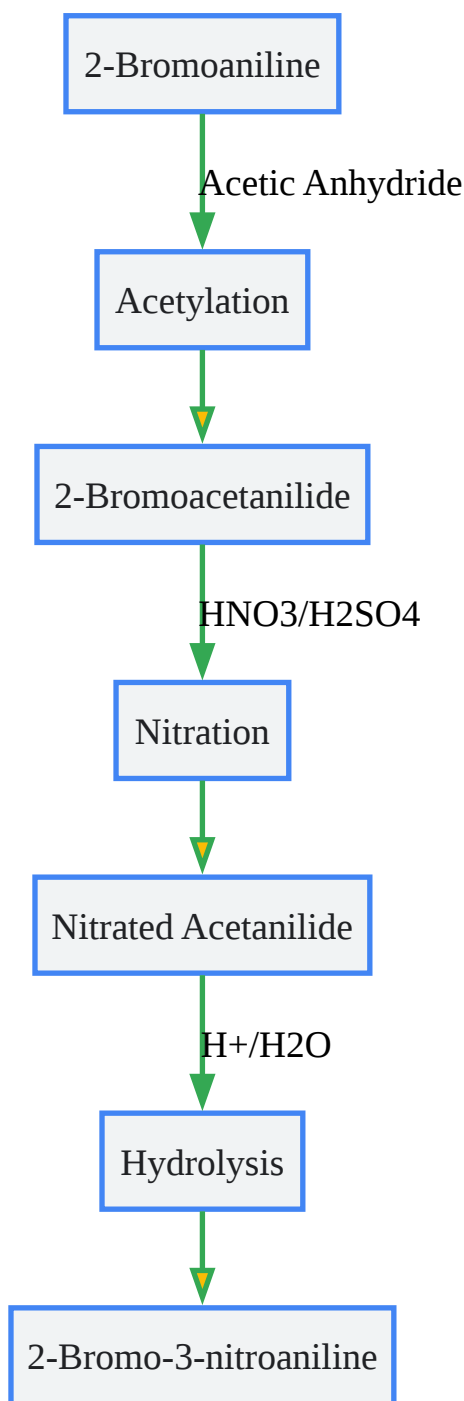 2-Bromoaniline
Acetic Anhydride
Acetylation
2-Bromoacetanilide
HNO3/H2SO4
Nitration
Nitrated Acetanilide
H+/H2O
Hydrolysis
2-Bromo-3-nitroaniline